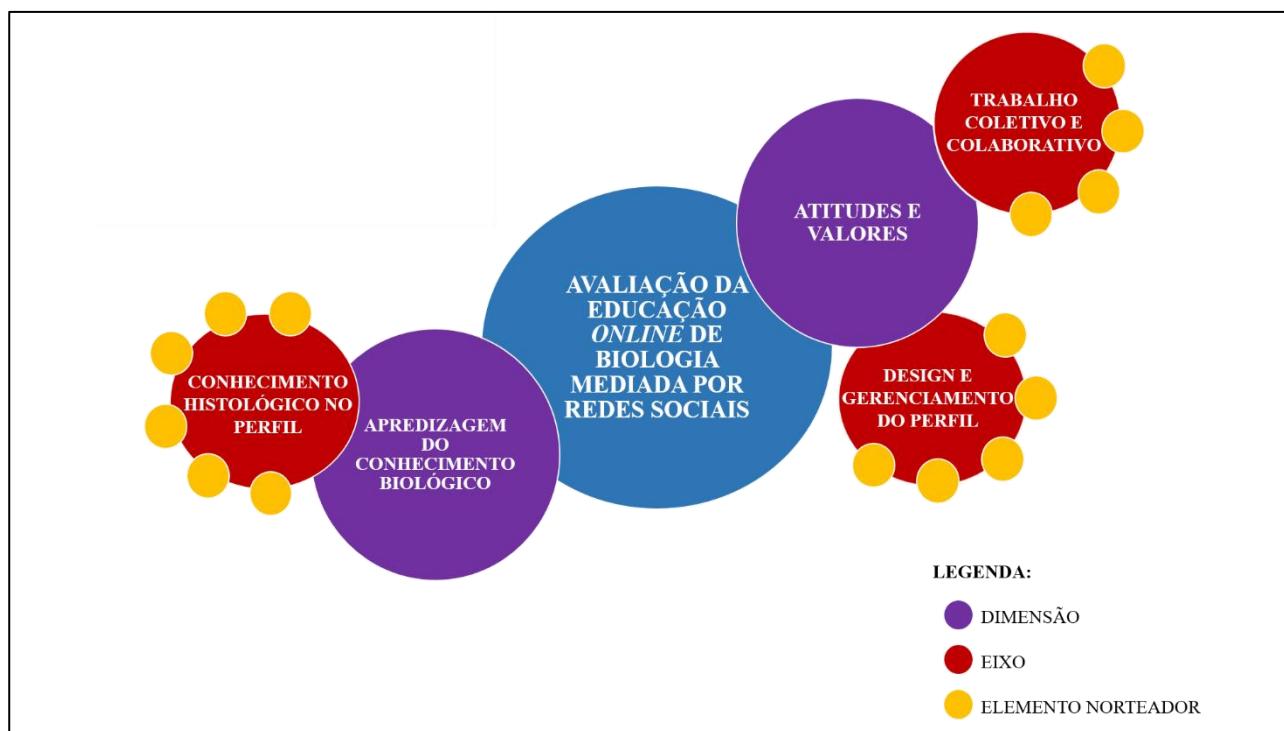 TRABALHO
COLETIVO E
COLABORATIVO
ATITUDES E
VALORES
AVALIAÇÃO DA
EDUCAÇÃO
ONLINE DE
BIOLOGIA
MEDIADA POR
REDES SOCIAIS
DESIGN E
GERENCIAMENTO
DO PERFIL
CONHECIMENTO
HISTOLÓGICO NO
PERFIL
APREDIZAGEM
DO
CONHECIMENTO
BIOLÓGICO
LEGENDA:
DIMENSÃO
EIXO
ELEMENTO NORTEADOR